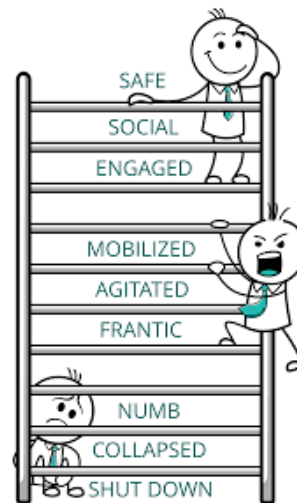 SAFE
SOCIAL
ENGAGED
MOBILIZED
AGITATED
FRANTIC
NUMB
COLLAPSED
SHUT DOWN